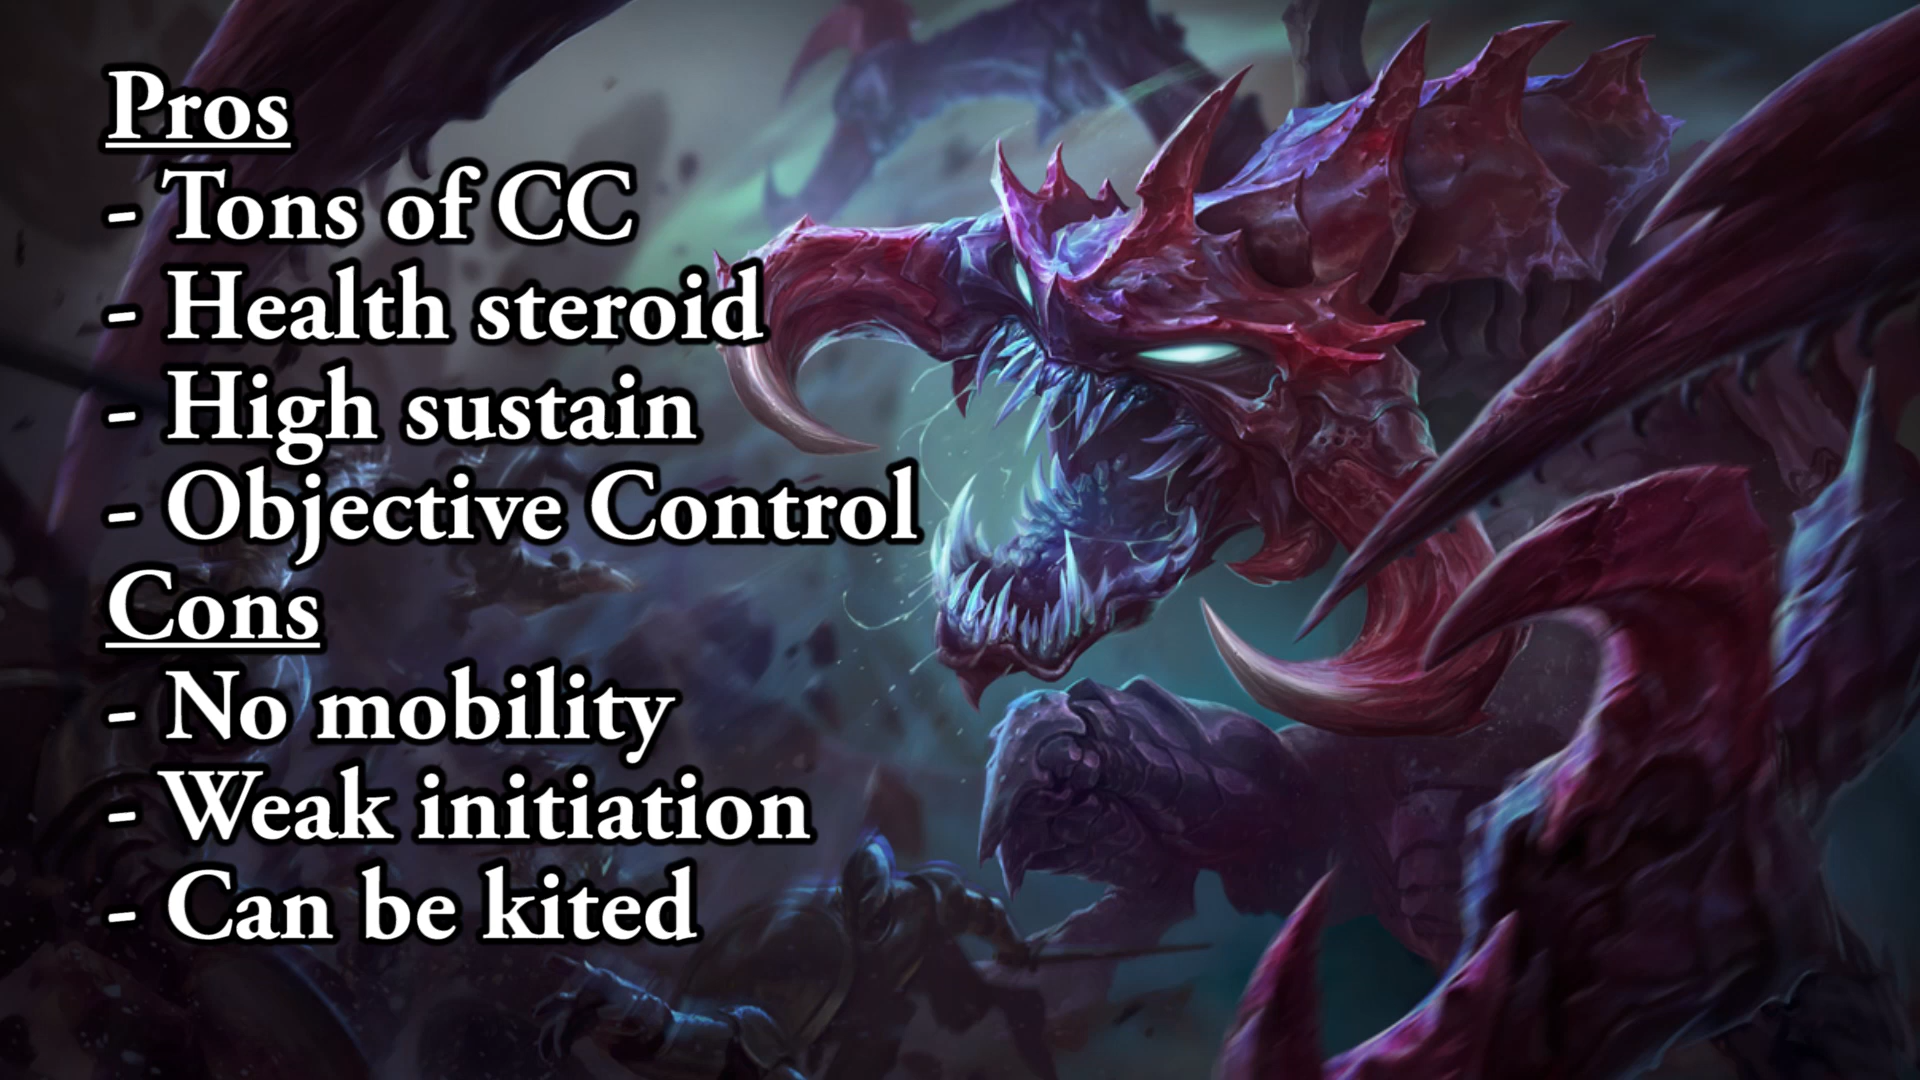 Pros
- Tons of CC
- Health steroid
- High sustain
- Objective Control
Cons
- No mobility
- Weak initiation
- Can be kited